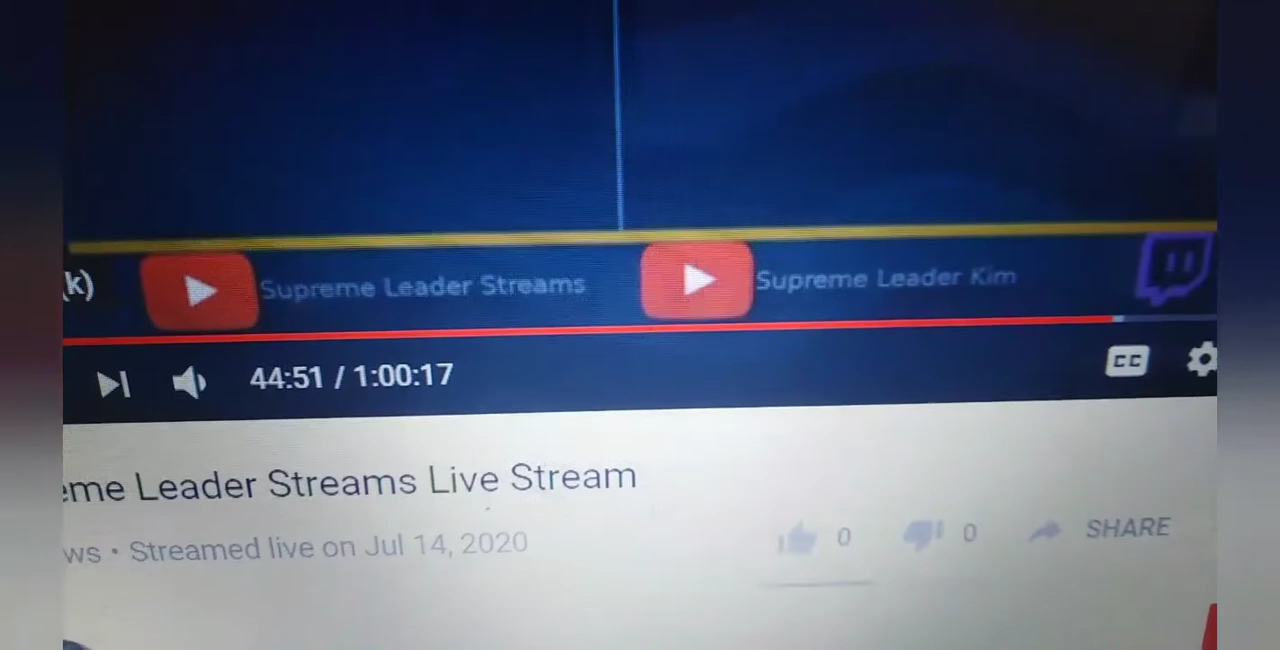 k)
Supreme Leader Streams
Supreme Leader Kim
44:51 / 1:00:17
CC
eme Leader Streams Live Stream
ws • Streamed live on Jul 14, 2020
0
0
SHARE